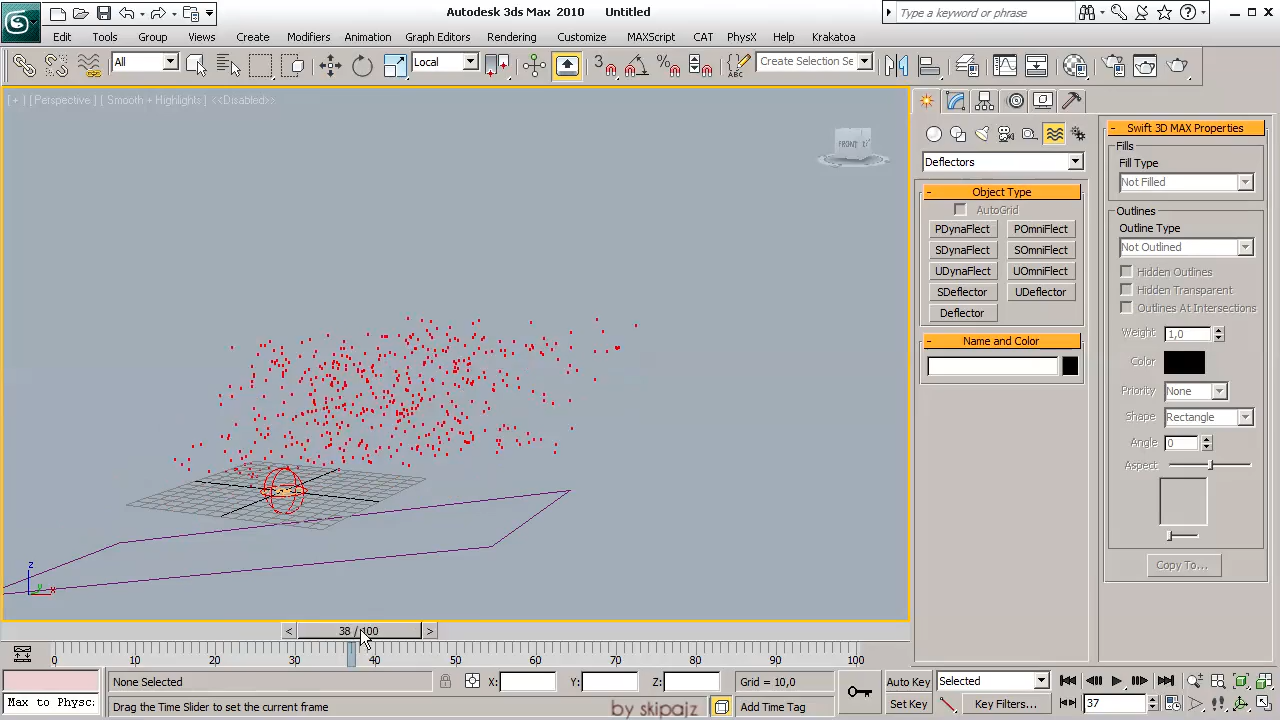 Autodesk 3ds Max 2010 Untitled
Type a keyword or phrase
Edit Tools Group Views Create Modifiers Animation Graph Editors Rendering Customize MAXScript CAT PhysX Help Krakatoa
All Local Create Selection Se
[ + ] [ Perspective ] [ Smooth + Highlights ] <<Disabled>>
FRONT
Deflectors
- Object Type
AutoGrid
PDynaFlect POmniFlect
SDynaFlect SOmniFlect
UDynaFlect UOmniFlect
SDeflector UDeflector
Deflector
- Name and Color
- Swift 3D MAX Properties
Fills
Fill Type
Not Filled
Outlines
Outline Type
Not Outlined
Hidden Outlines
Hidden Transparent
Outlines At Intersections
Weight 1,0
Color
Priority None
Shape Rectangle
Angle 0
Aspect
Copy To...
z
y
x
< 38 / 100 >
0 10 20 30 40 50 60 70 80 90 100
None Selected X: Y: Z: Grid = 10,0 Auto Key Selected
Max to Physc: Drag the Time Slider to set the current frame Add Time Tag Set Key Key Filters... 37
by skipajz